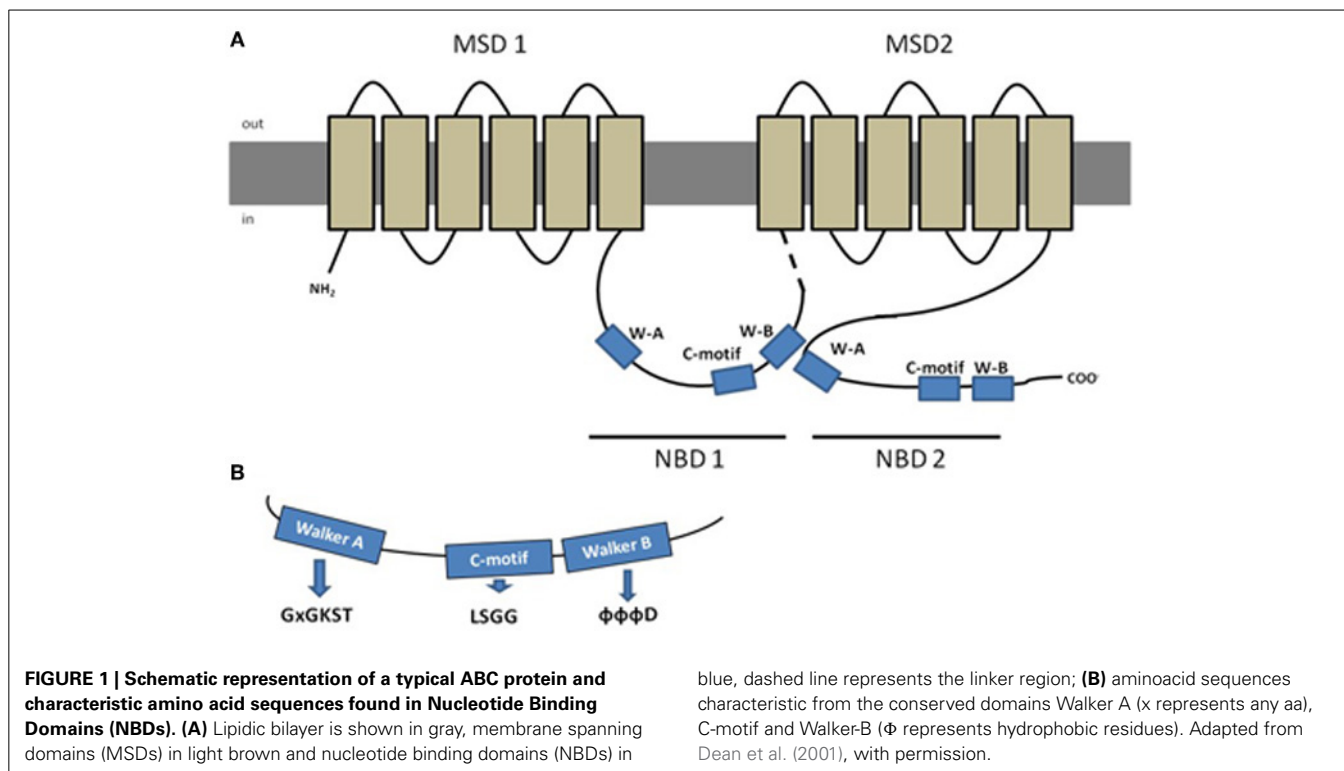 A
MSD 1
MSD2
out
in
NH₂
W-A
C-motif
W-B
W-A
C-motif W-B
COO⁻
NBD 1
NBD 2
B
Walker A
C-motif
Walker B
GxGKST
LSGG
ϕϕϕD
FIGURE 1 | Schematic representation of a typical ABC protein and
characteristic amino acid sequences found in Nucleotide Binding
Domains (NBDs). (A) Lipidic bilayer is shown in gray, membrane spanning
domains (MSDs) in light brown and nucleotide binding domains (NBDs) in
blue, dashed line represents the linker region; (B) aminoacid sequences
characteristic from the conserved domains Walker A (x represents any aa),
C-motif and Walker-B (Φ represents hydrophobic residues). Adapted from
Dean et al. (2001), with permission.